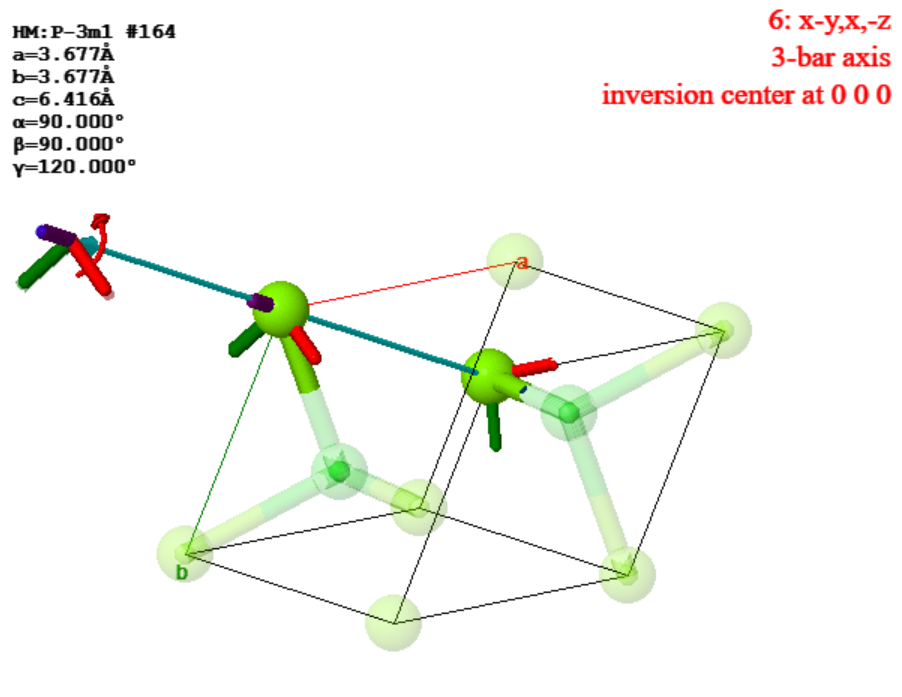 HM:P-3m1 #164
a=3.677Å
b=3.677Å
c=6.416Å
α=90.000°
β=90.000°
γ=120.000°
6: x-y,x,-z
3-bar axis
inversion center at 0 0 0
a
b